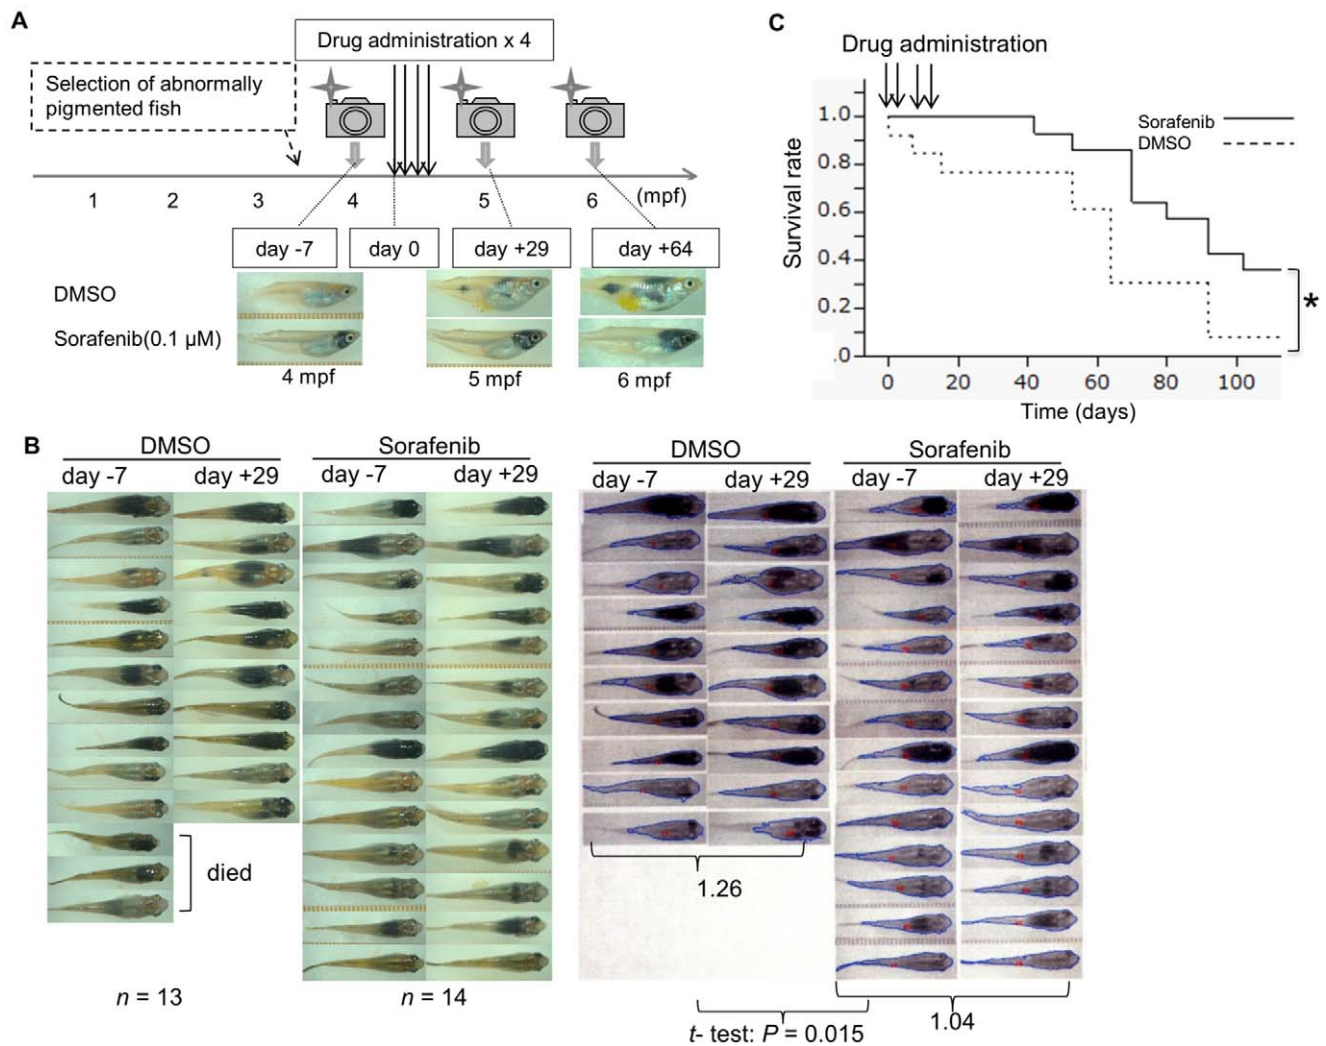 A
Drug administration x 4
Selection of abnormally
pigmented fish
1 2 3 4 5 6 (mpf)
day -7 day 0 day +29 day +64
DMSO
Sorafenib(0.1 µM)
4 mpf 5 mpf 6 mpf
C
Drug administration
Survival rate
1.0
0.8
0.6
0.4
0.2
.0
Sorafenib
DMSO
*
0 20 40 60 80 100
Time (days)
B
DMSO Sorafenib
day -7 day +29 day -7 day +29
died
n = 13 n = 14
DMSO Sorafenib
day -7 day +29 day -7 day +29
1.26
1.04
t- test: P = 0.015